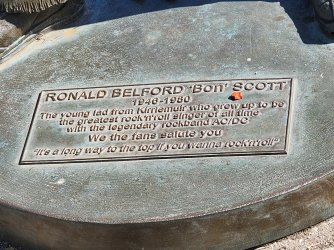 RONALD BELFORD 'Bon' SCOTT
1946-1980
The young lad from Kirriemuir who grew up to be
the greatest rock'n'roll singer of all time
with the legendary rockband AC/DC
We the fans salute you
"It's a long way to the top if you wanna rock'n'roll"